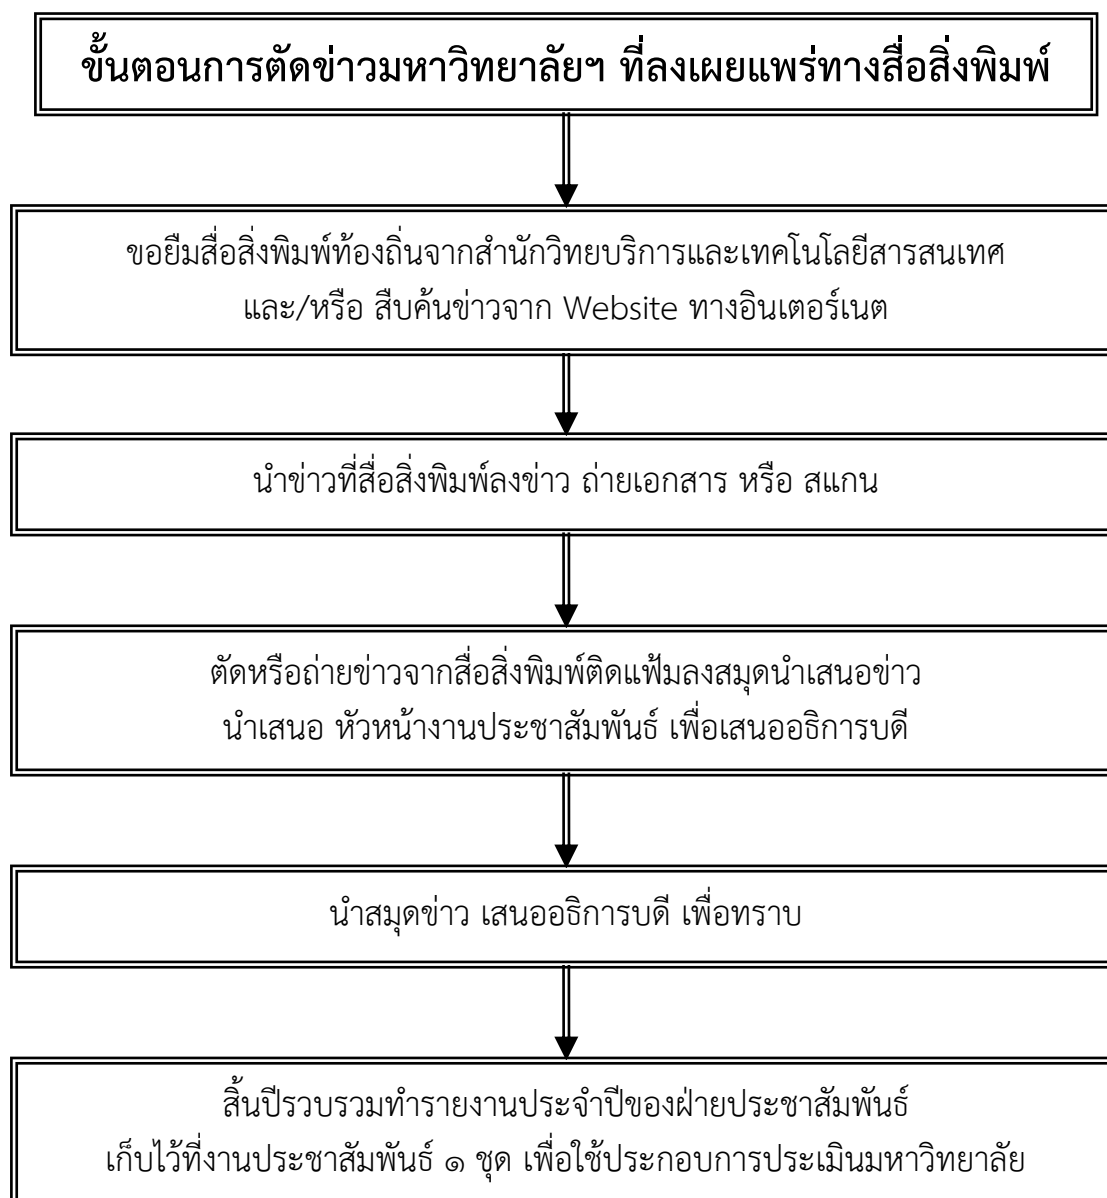 ขั้นตอนการตัดข่าวมหาวิทยาลัยฯ ที่ลงเผยแพร่ทางสื่อสิ่งพิมพ์
ขอยืมสื่อสิ่งพิมพ์ท้องถิ่นจากสำนักวิทยบริการและเทคโนโลยีสารสนเทศ
และ/หรือ สืบค้นข่าวจาก Website ทางอินเตอร์เนต
นำข่าวที่สื่อสิ่งพิมพ์ลงข่าว ถ่ายเอกสาร หรือ สแกน
ตัดหรือถ่ายข่าวจากสื่อสิ่งพิมพ์ติดแฟ้มลงสมุดนำเสนอข่าว
นำเสนอ หัวหน้างานประชาสัมพันธ์ เพื่อเสนออธิการบดี
นำสมุดข่าว เสนออธิการบดี เพื่อทราบ
สิ้นปีรวบรวมทำรายงานประจำปีของฝ่ายประชาสัมพันธ์
เก็บไว้ที่งานประชาสัมพันธ์ ๑ ชุด เพื่อใช้ประกอบการประเมินมหาวิทยาลัย